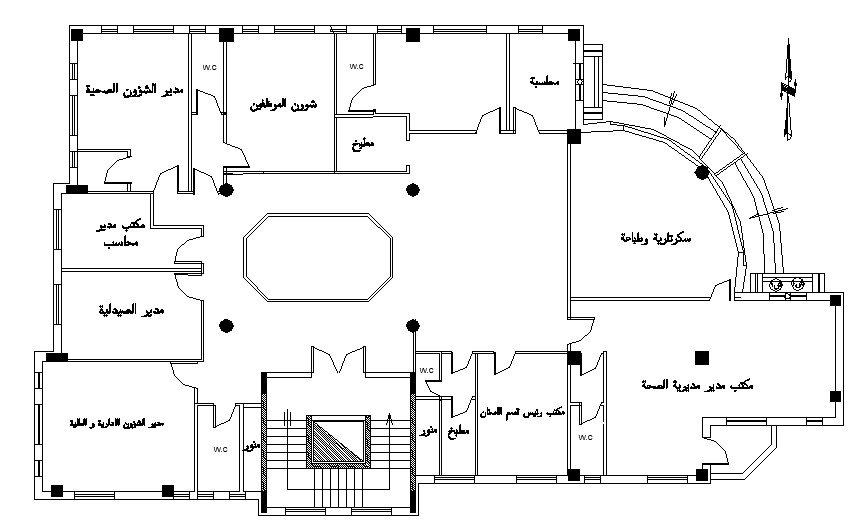 W.C
W.C
مدير الشؤون الصحية
شؤون الموظفين
محاسبة
مطبخ
مكتب مدير
محاسب
سكرتارية وطباعة
مدير الصيدلية
مكتب مدير مديرية الصحة
W.C
مكتب رئيس قسم الاسنان
مدير الشؤون الادارية و المالية
منور
مطبخ
منور
W.C
W.C